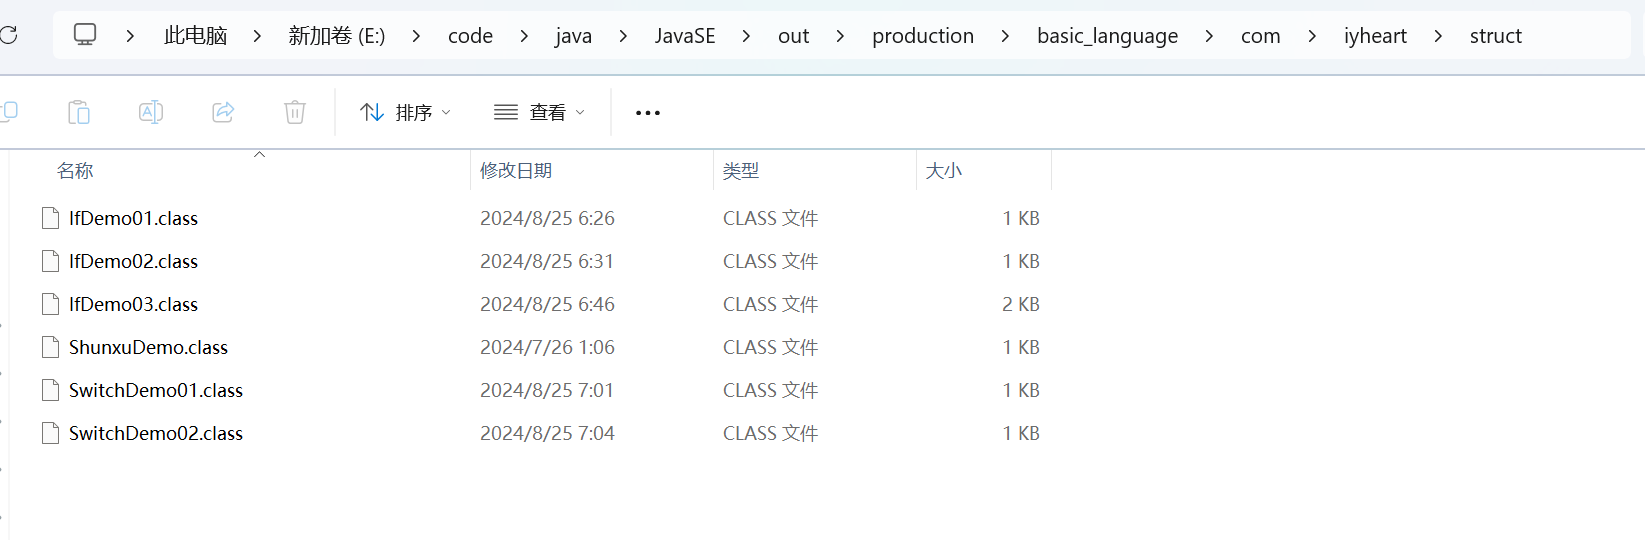 此电脑 > 新加卷 (E:) > code > java > JavaSE > out > production > basic_language > com > iyheart > struct
排序 查看
名称 修改日期 类型 大小
IfDemo01.class 2024/8/25 6:26 CLASS 文件 1 KB
IfDemo02.class 2024/8/25 6:31 CLASS 文件 1 KB
IfDemo03.class 2024/8/25 6:46 CLASS 文件 2 KB
ShunxuDemo.class 2024/7/26 1:06 CLASS 文件 1 KB
SwitchDemo01.class 2024/8/25 7:01 CLASS 文件 1 KB
SwitchDemo02.class 2024/8/25 7:04 CLASS 文件 1 KB